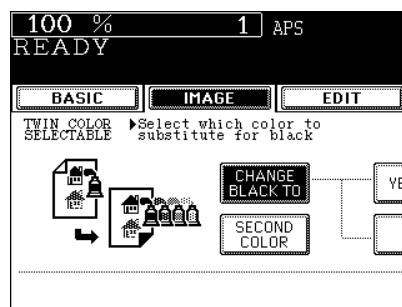 100 % 1 APS
READY
BASIC IMAGE EDIT
TWIN COLOR ▶Select which color to
SELECTABLE substitute for black
CHANGE
BLACK TO
YE
SECOND
COLOR